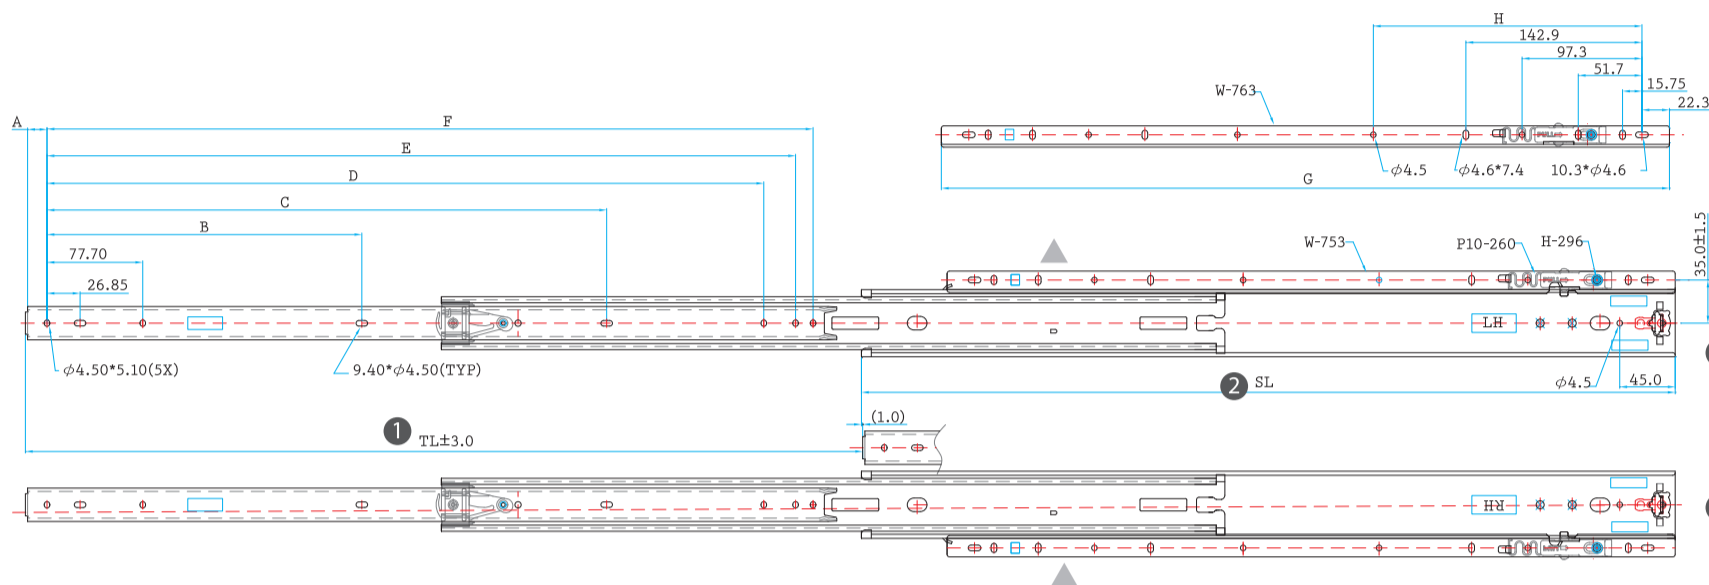 H
142.9
97.3
51.7
15.75
22.3
W-763
A
F
E
D
C
B
77.70
26.85
PULL
φ4.5
φ4.6*7.4
10.3*φ4.6
G
W-753
P10-260
H-296
35.0±1.5
PULL
LH
φ4.50*5.10(5X)
9.40*φ4.50(TYP)
2
SL
φ4.5
45.0
1
TL±3.0
(1.0)
RH